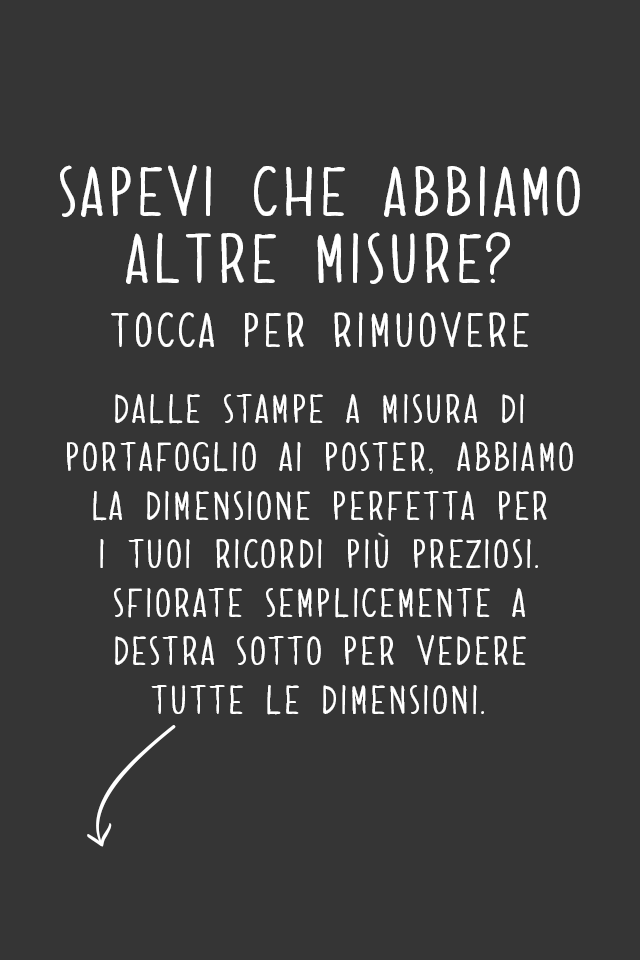 SAPEVI CHE ABBIAMO
ALTRE MISURE?
TOCCA PER RIMUOVERE
DALLE STAMPE A MISURA DI
PORTAFOGLIO AI POSTER, ABBIAMO
LA DIMENSIONE PERFETTA PER
I TUOI RICORDI PIÙ PREZIOSI.
SFIORATE SEMPLICEMENTE A
DESTRA SOTTO PER VEDERE
TUTTE LE DIMENSIONI.